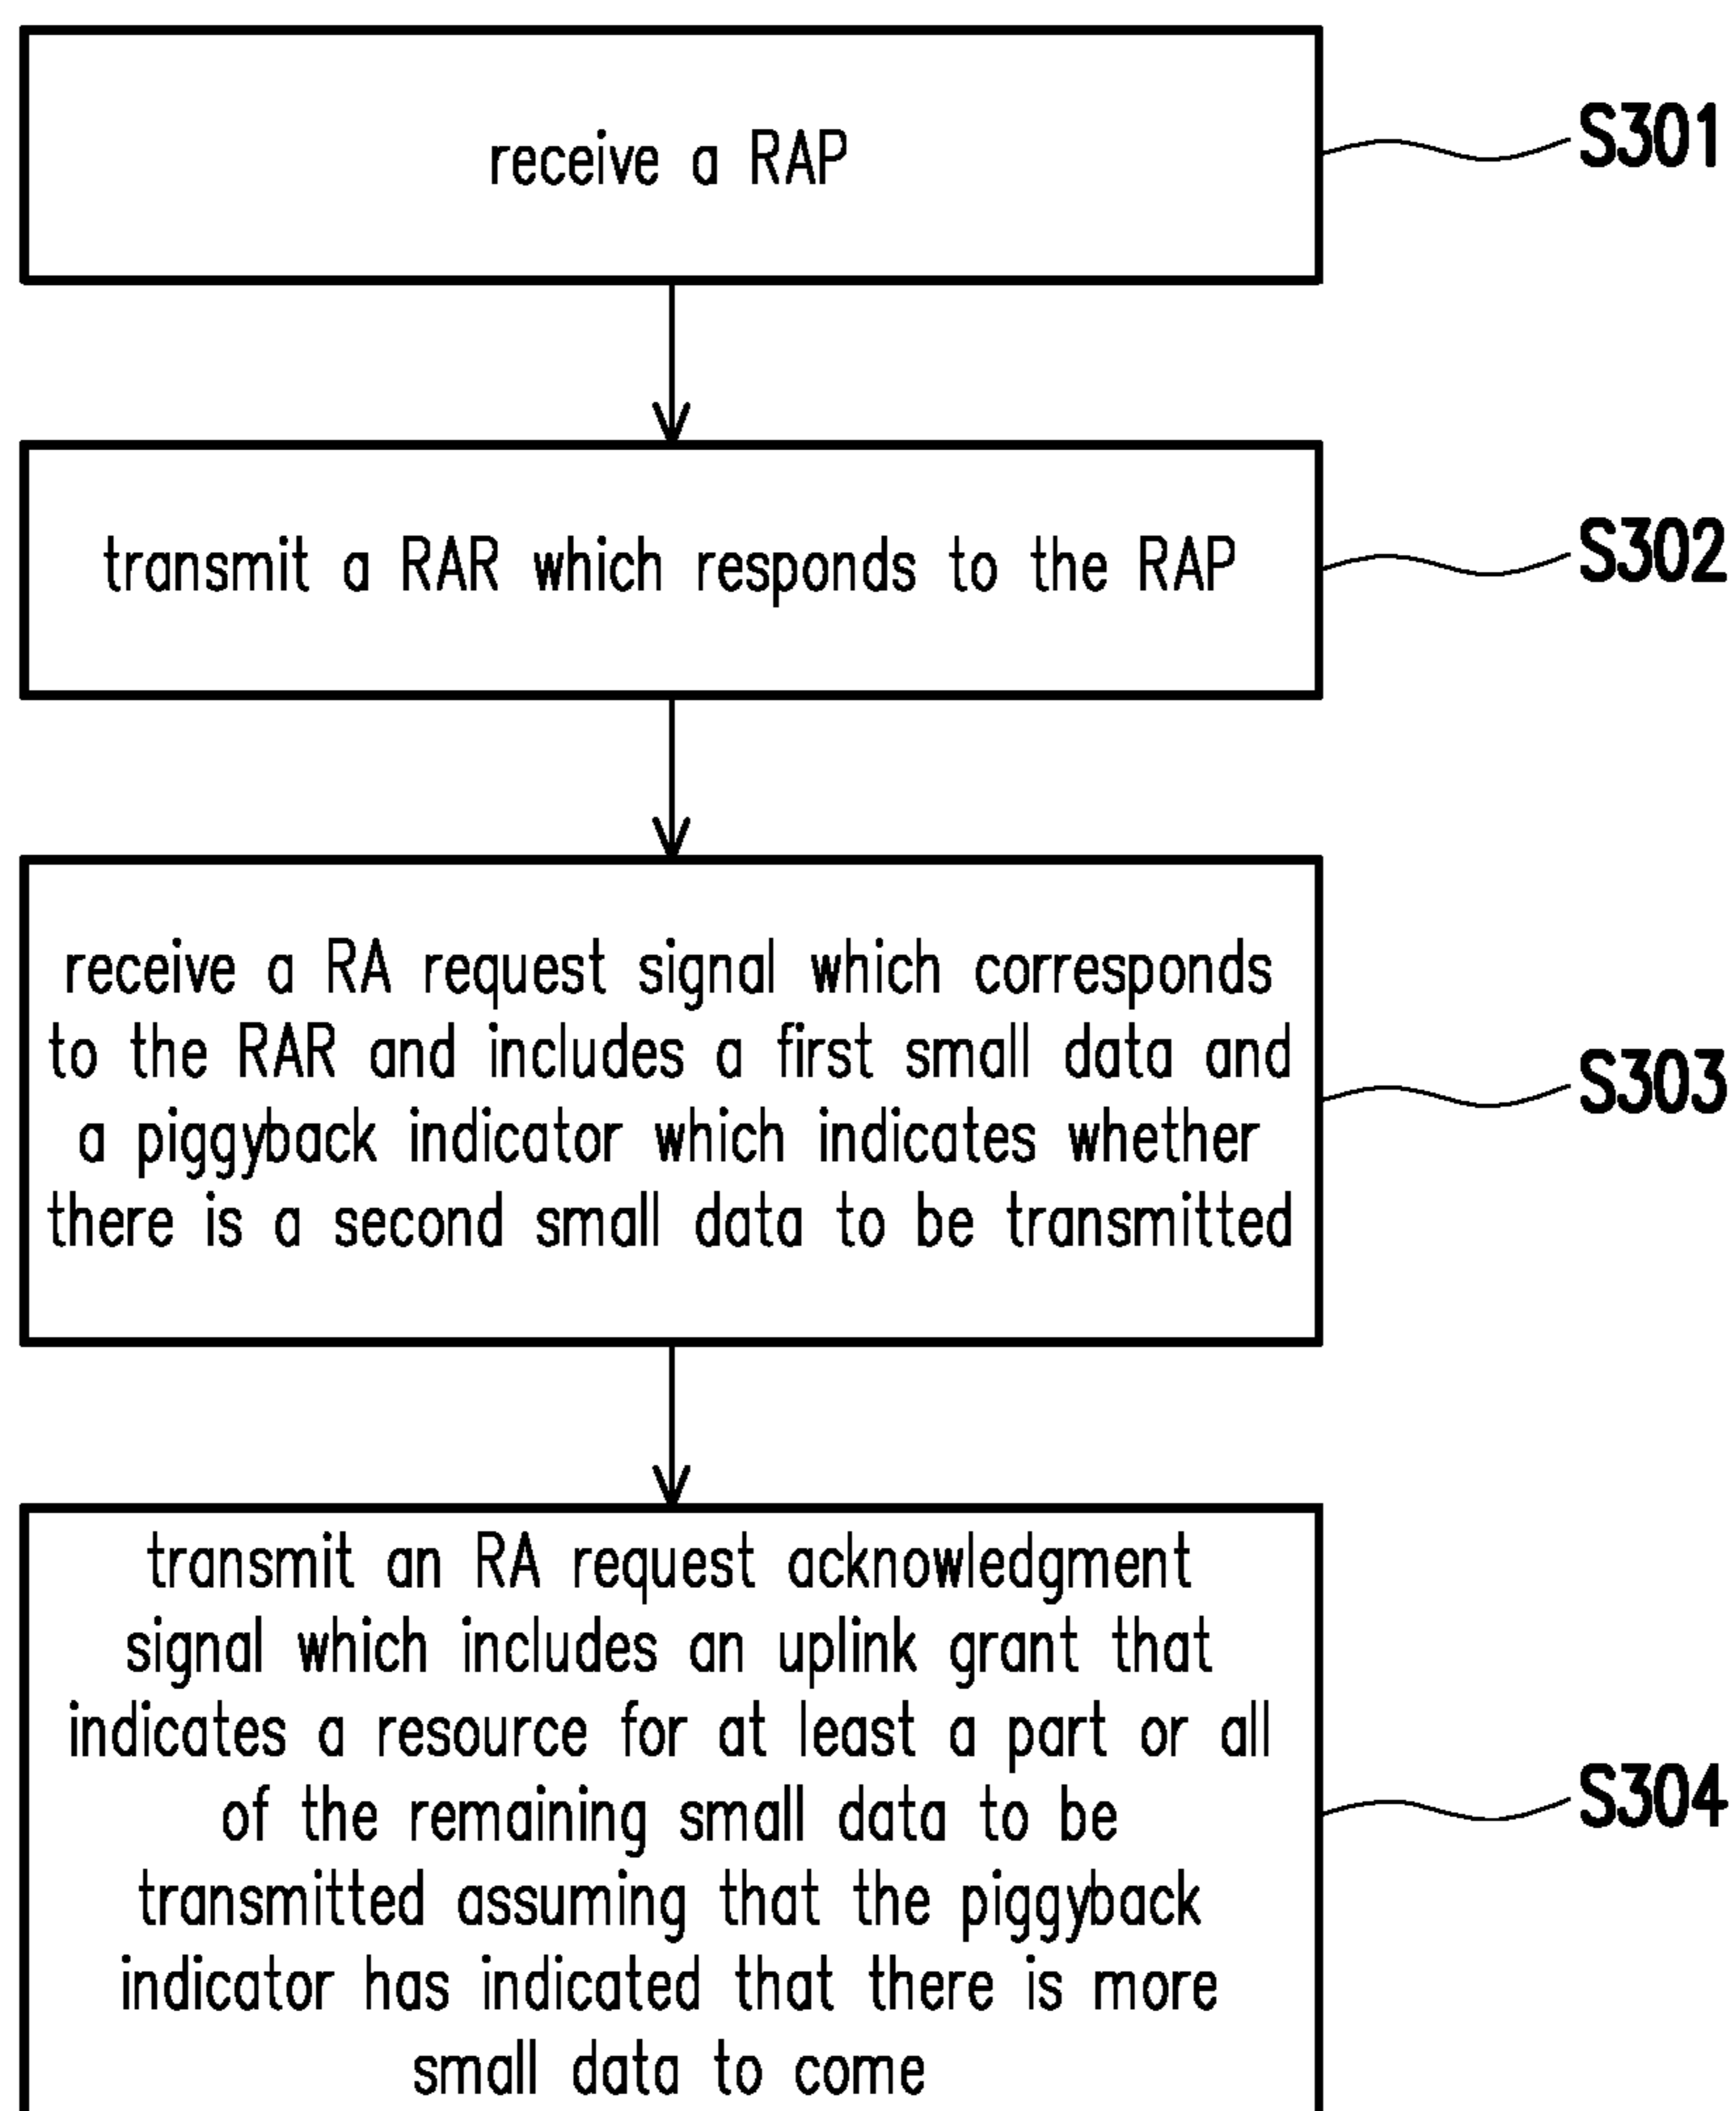 receive a RAP
S301
transmit a RAR which responds to the RAP
S302
receive a RA request signal which corresponds
to the RAR and includes a first small data and
a piggyback indicator which indicates whether
there is a second small data to be transmitted
S303
transmit an RA request acknowledgment
signal which includes an uplink grant that
indicates a resource for at least a part or all
of the remaining small data to be
transmitted assuming that the piggyback
indicator has indicated that there is more
small data to come
S304